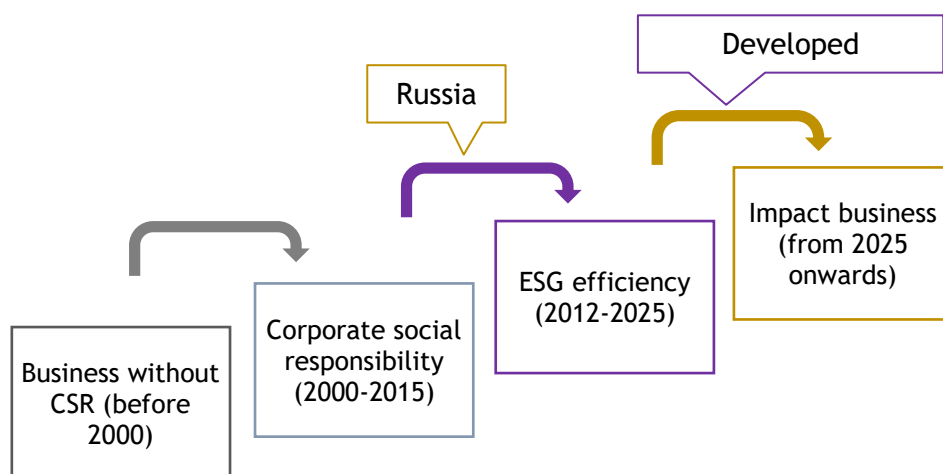 Developed
Russia
Business without
CSR (before
2000)
Corporate social
responsibility
(2000-2015)
ESG efficiency
(2012-2025)
Impact business
(from 2025
onwards)